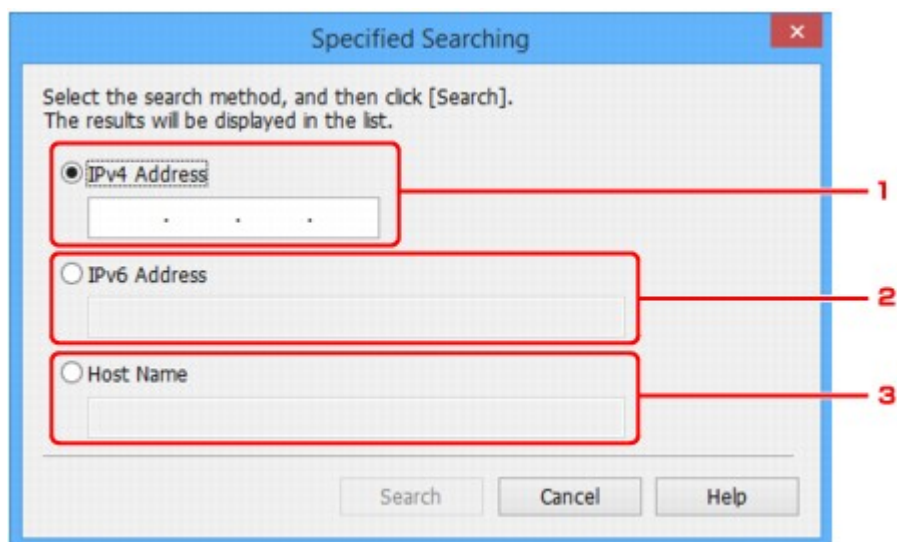 Specified Searching
Select the search method, and then click [Search].
The results will be displayed in the list.
IPv4 Address
. . .
1
IPv6 Address
2
Host Name
3
Search Cancel Help